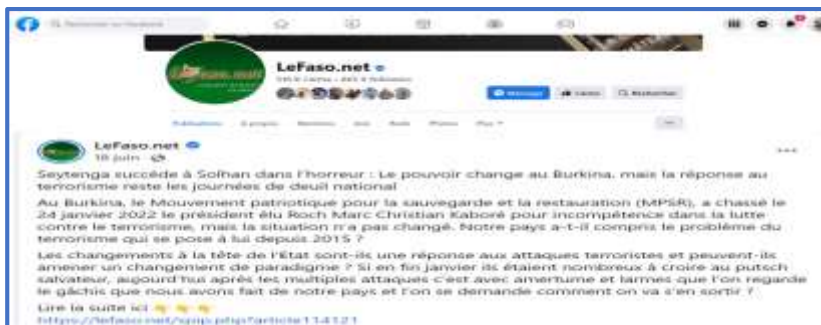 LeFaso.net
Message
J'aime
Rechercher
Publications
À propos
Plus
LeFaso.net
18 juin
Seytenga succède à Solhan dans l'horreur : Le pouvoir change au Burkina, mais la réponse au
terrorisme reste les journées de deuil national
Au Burkina, le Mouvement patriotique pour la sauvegarde et la restauration (MPSR), a chassé le
24 janvier 2022 le président élu Roch Marc Christian Kaboré pour incompétence dans la lutte
contre le terrorisme, mais la situation n'a pas changé. Notre pays a-t-il compris le problème du
terrorisme qui se pose à lui depuis 2015 ?
Les changements à la tête de l'État sont-ils une réponse aux attaques terroristes et peuvent-ils
amener un changement de paradigme ? Si en fin janvier ils étaient nombreux à croire au putsch
salvateur, aujourd'hui après les multiples attaques c'est avec amertume et larmes que l'on regarde
le gâchis que nous avons fait de notre pays et l'on se demande comment on va s'en sortir ?
Lire la suite ici 👇👇👇
https://lefaso.net/spip.php?article114121